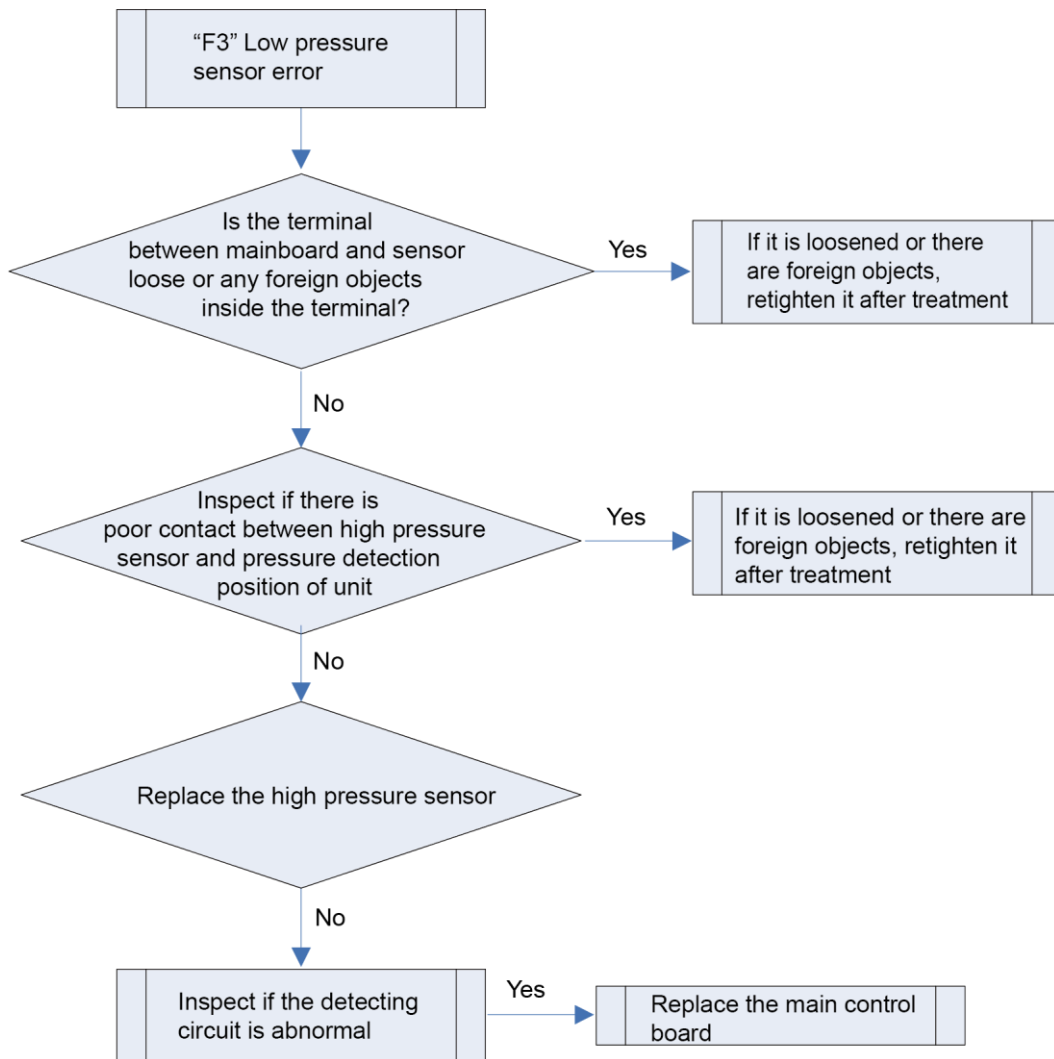 “F3” Low pressure
sensor error
Is the terminal
between mainboard and sensor
loose or any foreign objects
inside the terminal?
Yes
If it is loosened or there
are foreign objects,
retighten it after treatment
No
Inspect if there is
poor contact between high pressure
sensor and pressure detection
position of unit
Yes
If it is loosened or there are
foreign objects, retighten it
after treatment
No
Replace the high pressure sensor
No
Inspect if the detecting
circuit is abnormal
Yes
Replace the main control
board